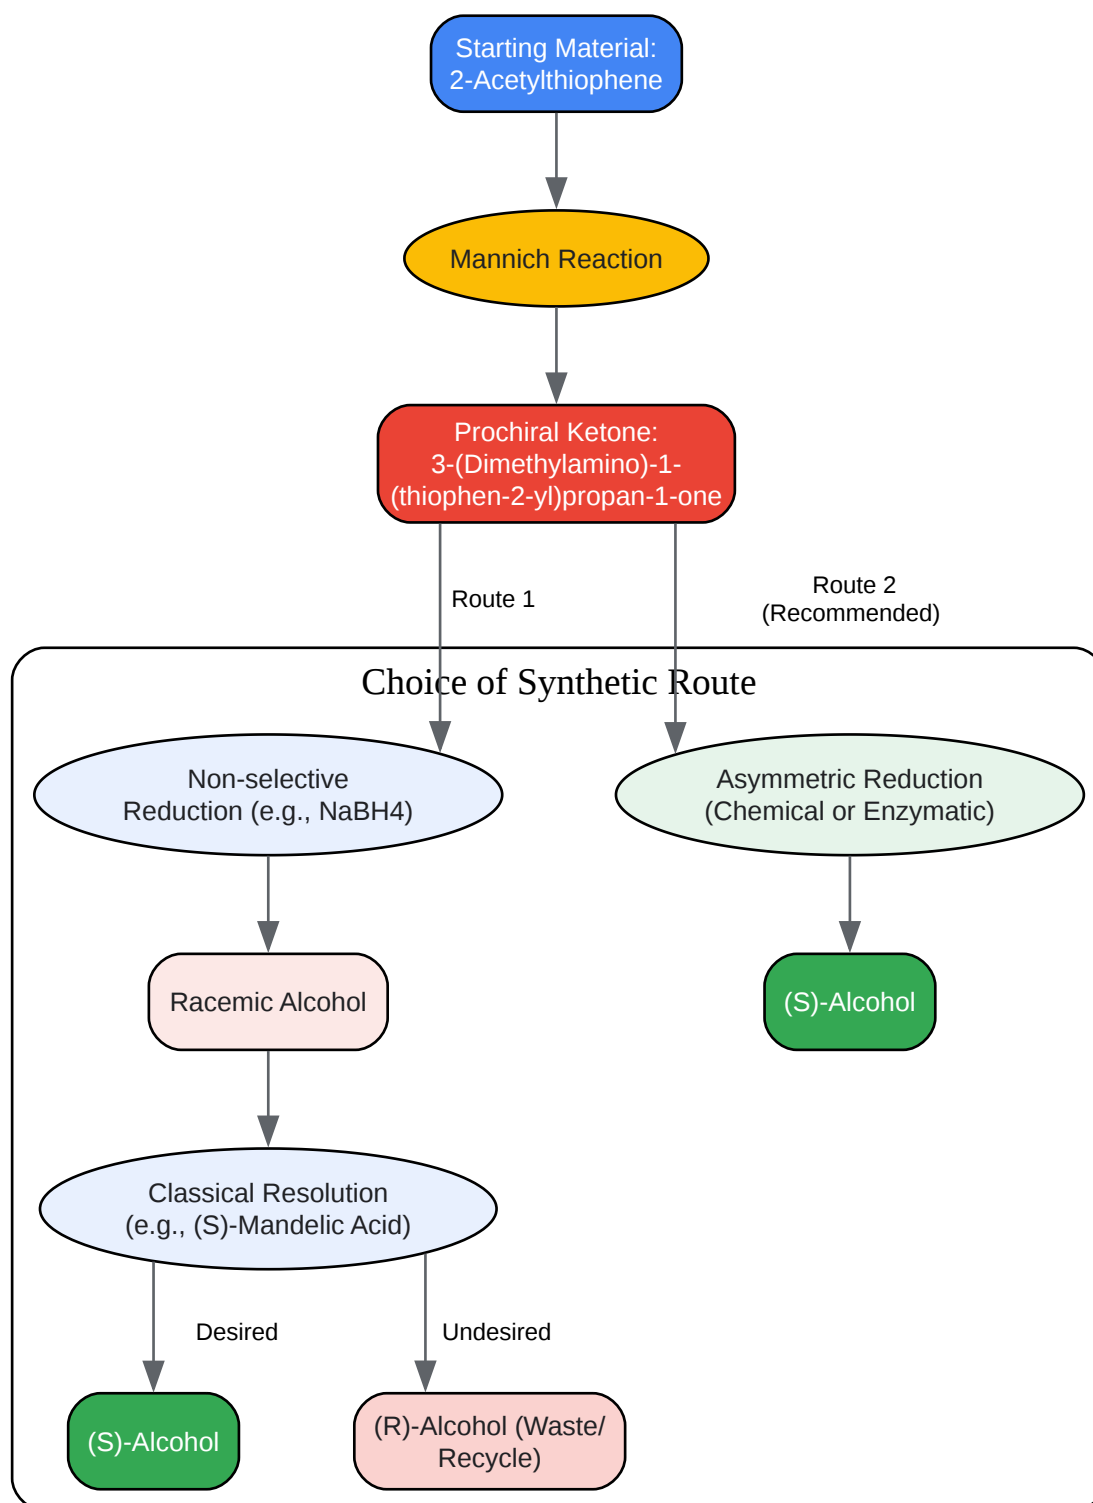 Starting Material:
2-Acetylthiophene
Mannich Reaction
Prochiral Ketone:
3-(Dimethylamino)-1-
(thiophen-2-yl)propan-1-one
Route 1
Route 2
(Recommended)
Choice of Synthetic Route
Non-selective
Reduction (e.g., NaBH4)
Asymmetric Reduction
(Chemical or Enzymatic)
Racemic Alcohol
(S)-Alcohol
Classical Resolution
(e.g., (S)-Mandelic Acid)
Desired
Undesired
(S)-Alcohol
(R)-Alcohol (Waste/
Recycle)